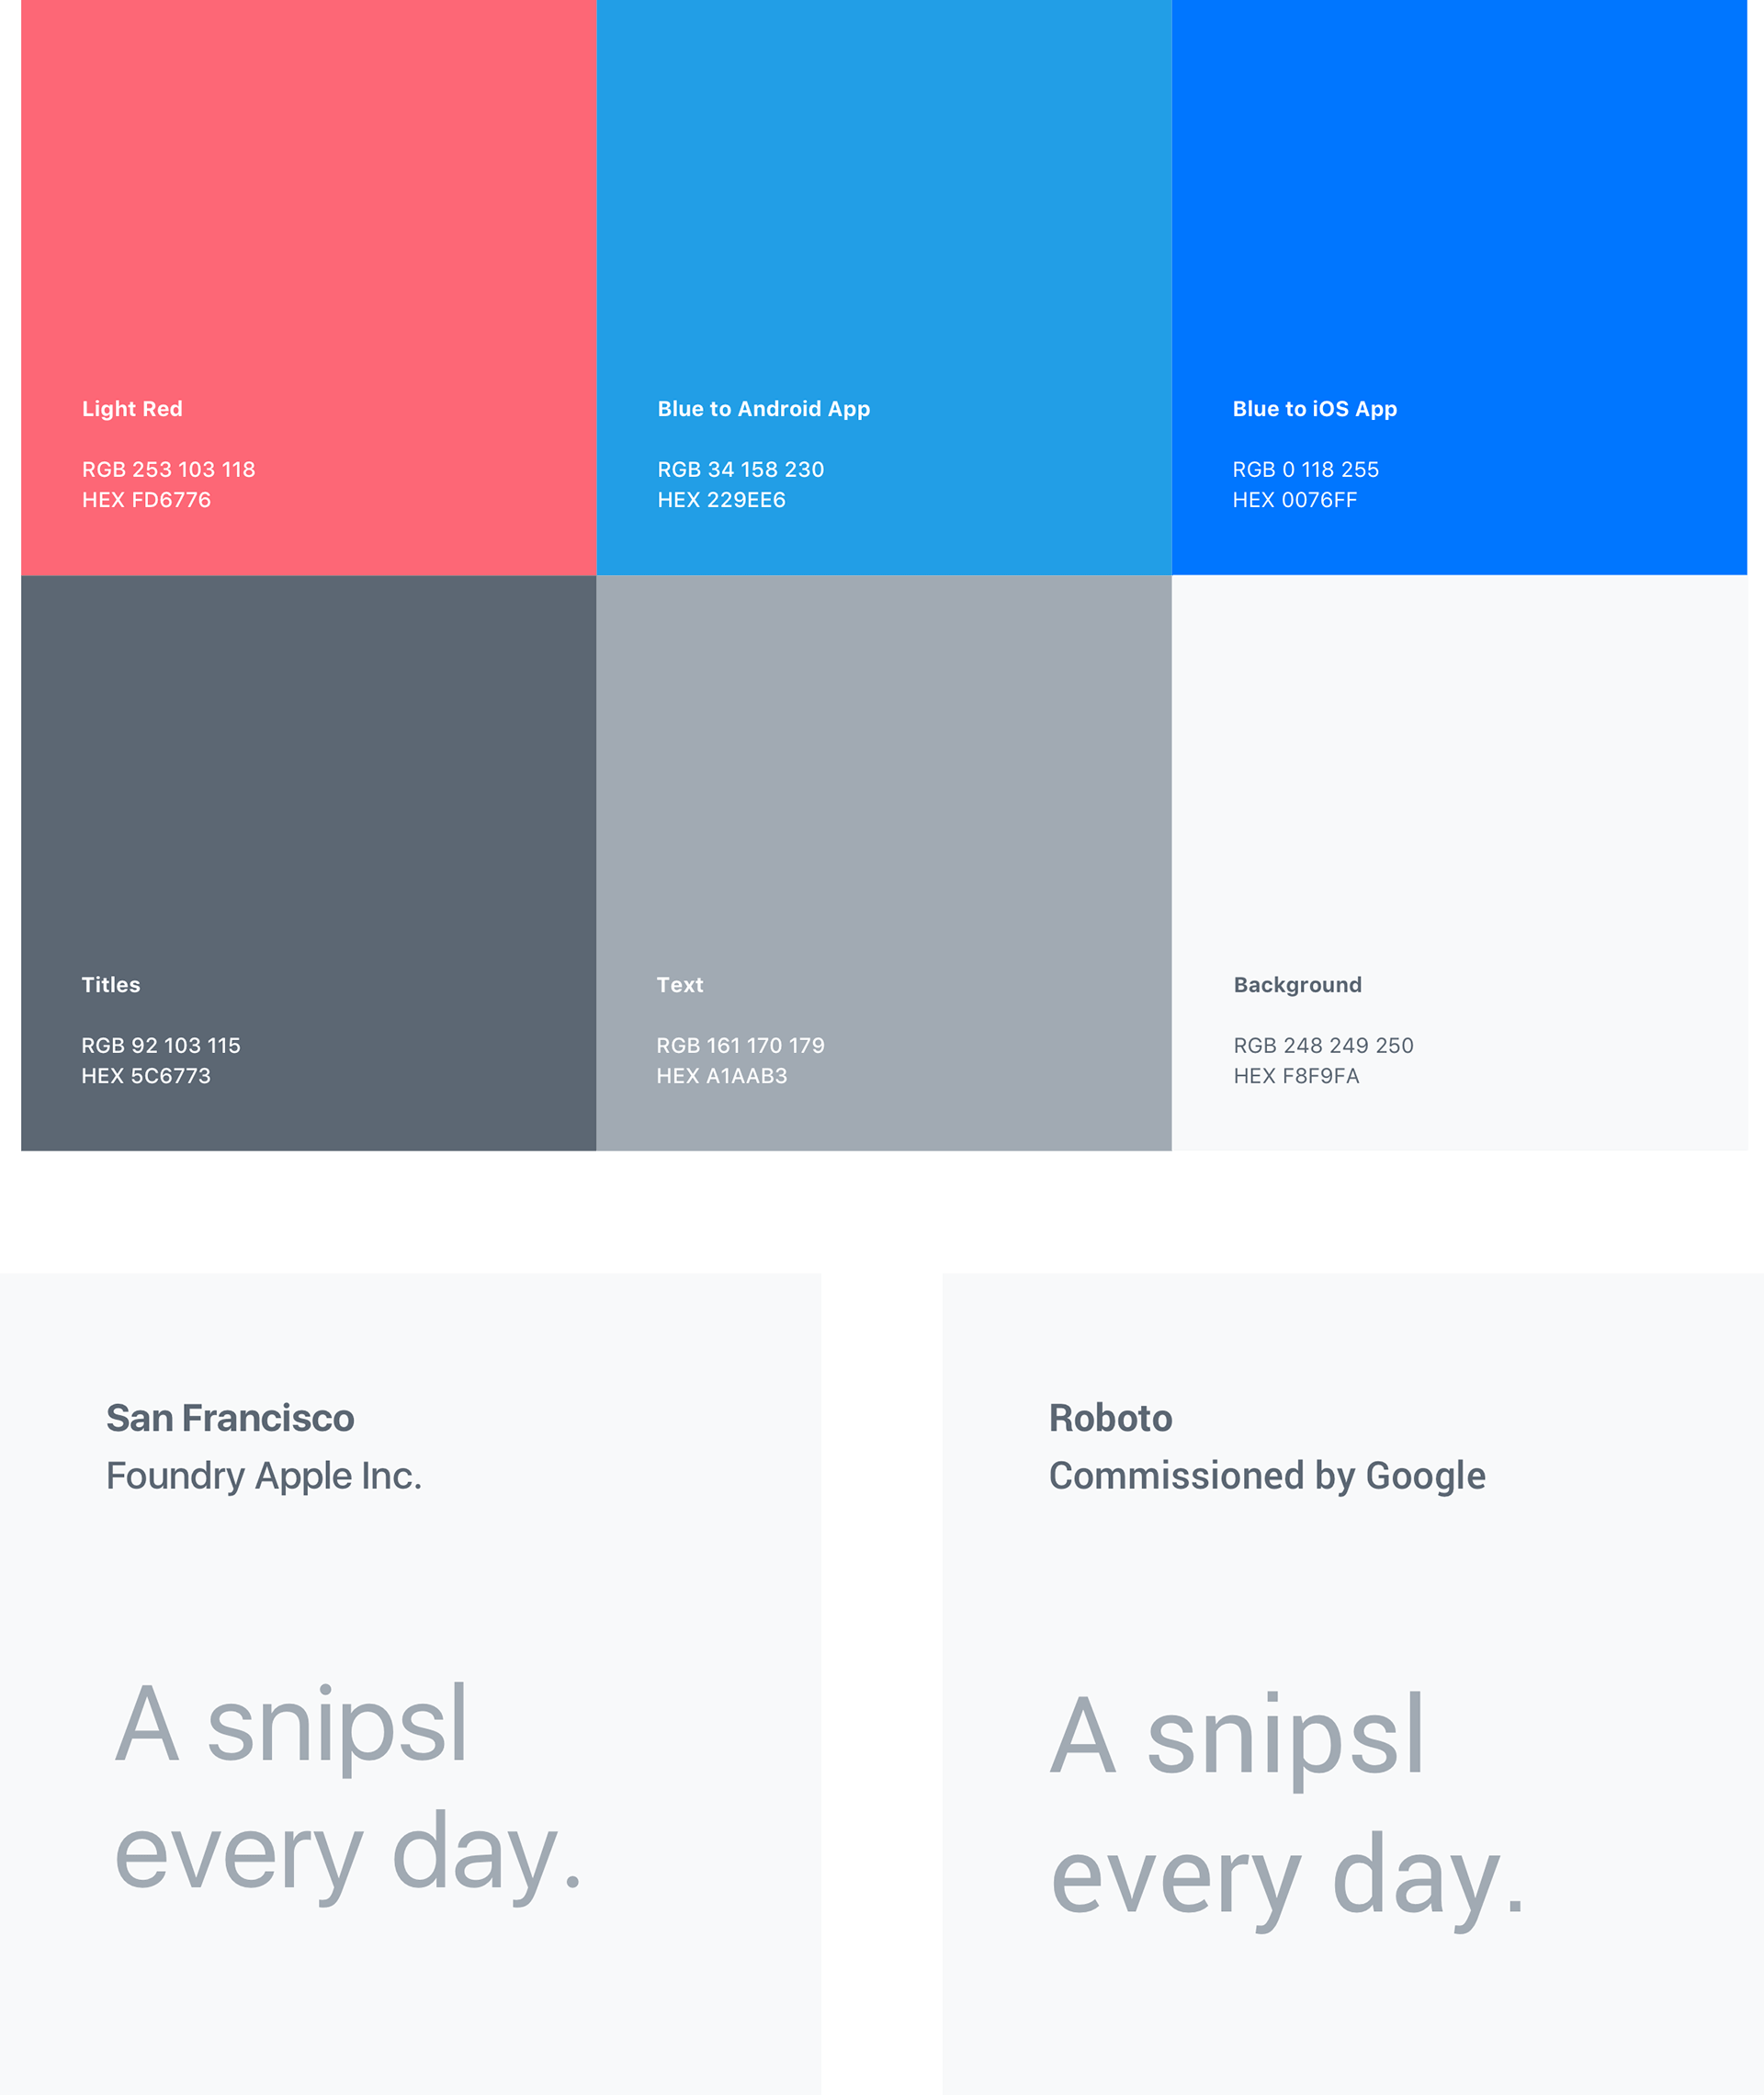 Light Red
RGB 253 103 118
HEX FD6776
Blue to Android App
RGB 34 158 230
HEX 229EE6
Blue to iOS App
RGB 0 118 255
HEX 0076FF
Titles
RGB 92 103 115
HEX 5C6773
Text
RGB 161 170 179
HEX A1AAB3
Background
RGB 248 249 250
HEX F8F9FA
San Francisco
Foundry Apple Inc.
A snipsl
every day.
Roboto
Commissioned by Google
A snipsl
every day.